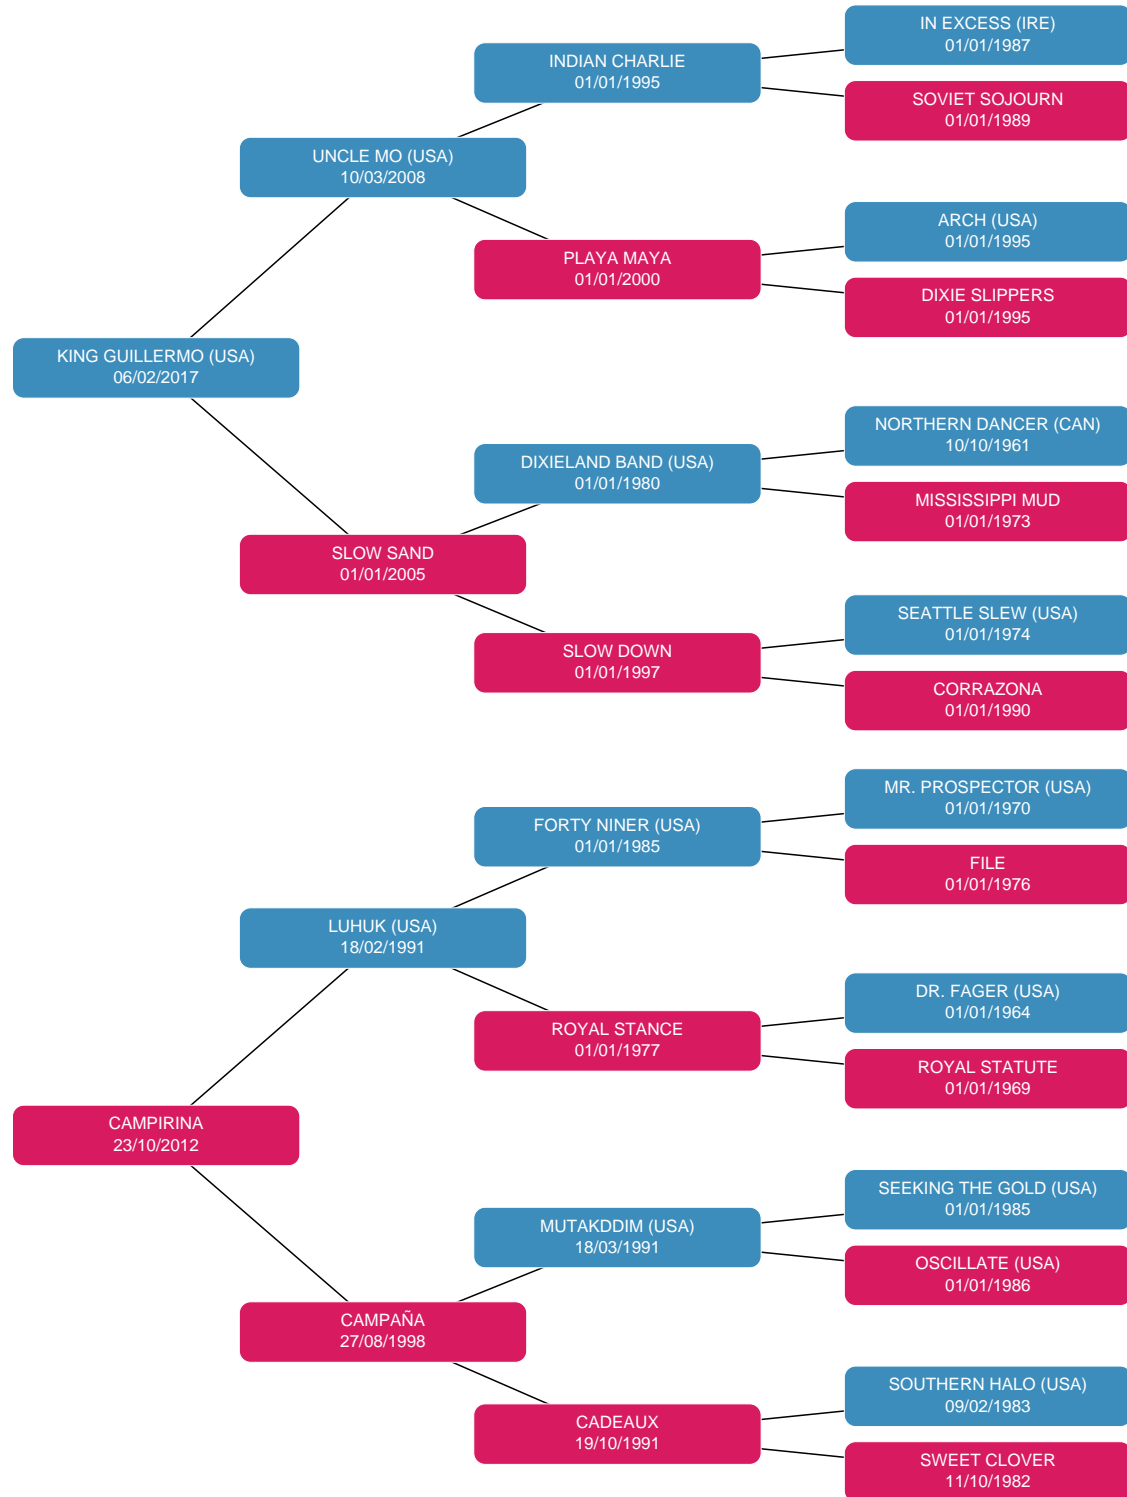 IN EXCESS (IRE)
01/01/1987
INDIAN CHARLIE
01/01/1995
SOVIET SOJOURN
01/01/1989
UNCLE MO (USA)
10/03/2008
ARCH (USA)
01/01/1995
PLAYA MAYA
01/01/2000
DIXIE SLIPPERS
01/01/1995
KING GUILLERMO (USA)
06/02/2017
NORTHERN DANCER (CAN)
10/10/1961
DIXIELAND BAND (USA)
01/01/1980
MISSISSIPPI MUD
01/01/1973
SLOW SAND
01/01/2005
SEATTLE SLEW (USA)
01/01/1974
SLOW DOWN
01/01/1997
CORRAZONA
01/01/1990
MR. PROSPECTOR (USA)
01/01/1970
FORTY NINER (USA)
01/01/1985
FILE
01/01/1976
LUHUK (USA)
18/02/1991
DR. FAGER (USA)
01/01/1964
ROYAL STANCE
01/01/1977
ROYAL STATUTE
01/01/1969
CAMPIRINA
23/10/2012
SEEKING THE GOLD (USA)
01/01/1985
MUTAKDDIM (USA)
18/03/1991
OSCILLATE (USA)
01/01/1986
CAMPAÑA
27/08/1998
SOUTHERN HALO (USA)
09/02/1983
CADEAUX
19/10/1991
SWEET CLOVER
11/10/1982